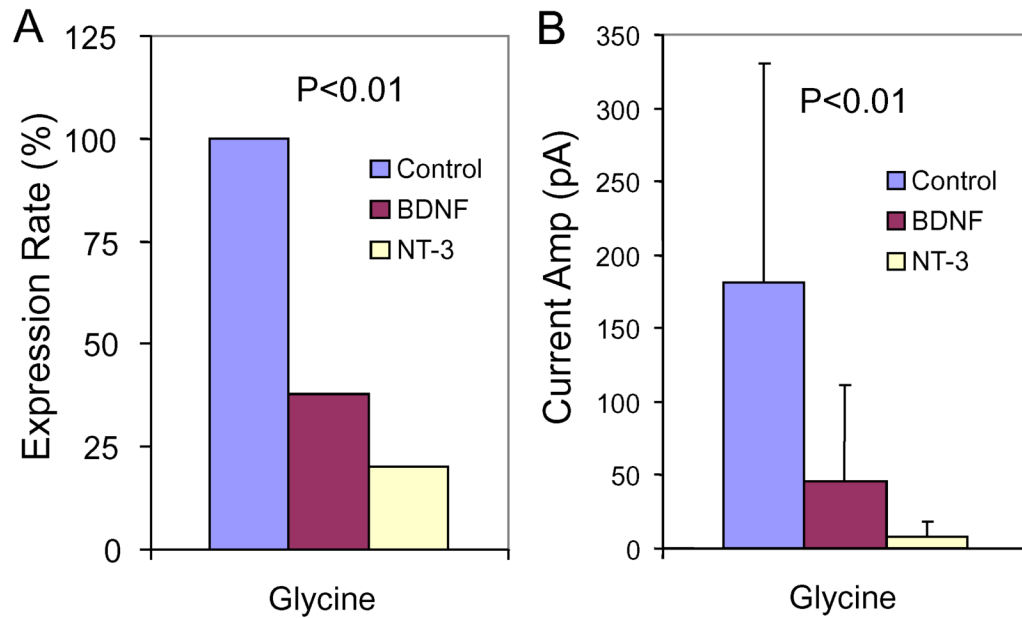 A
Expression Rate (%)
125
100
75
50
25
0
P<0.01
Control
BDNF
NT-3
Glycine
B
Current Amp (pA)
350
300
250
200
150
100
50
0
P<0.01
Control
BDNF
NT-3
Glycine